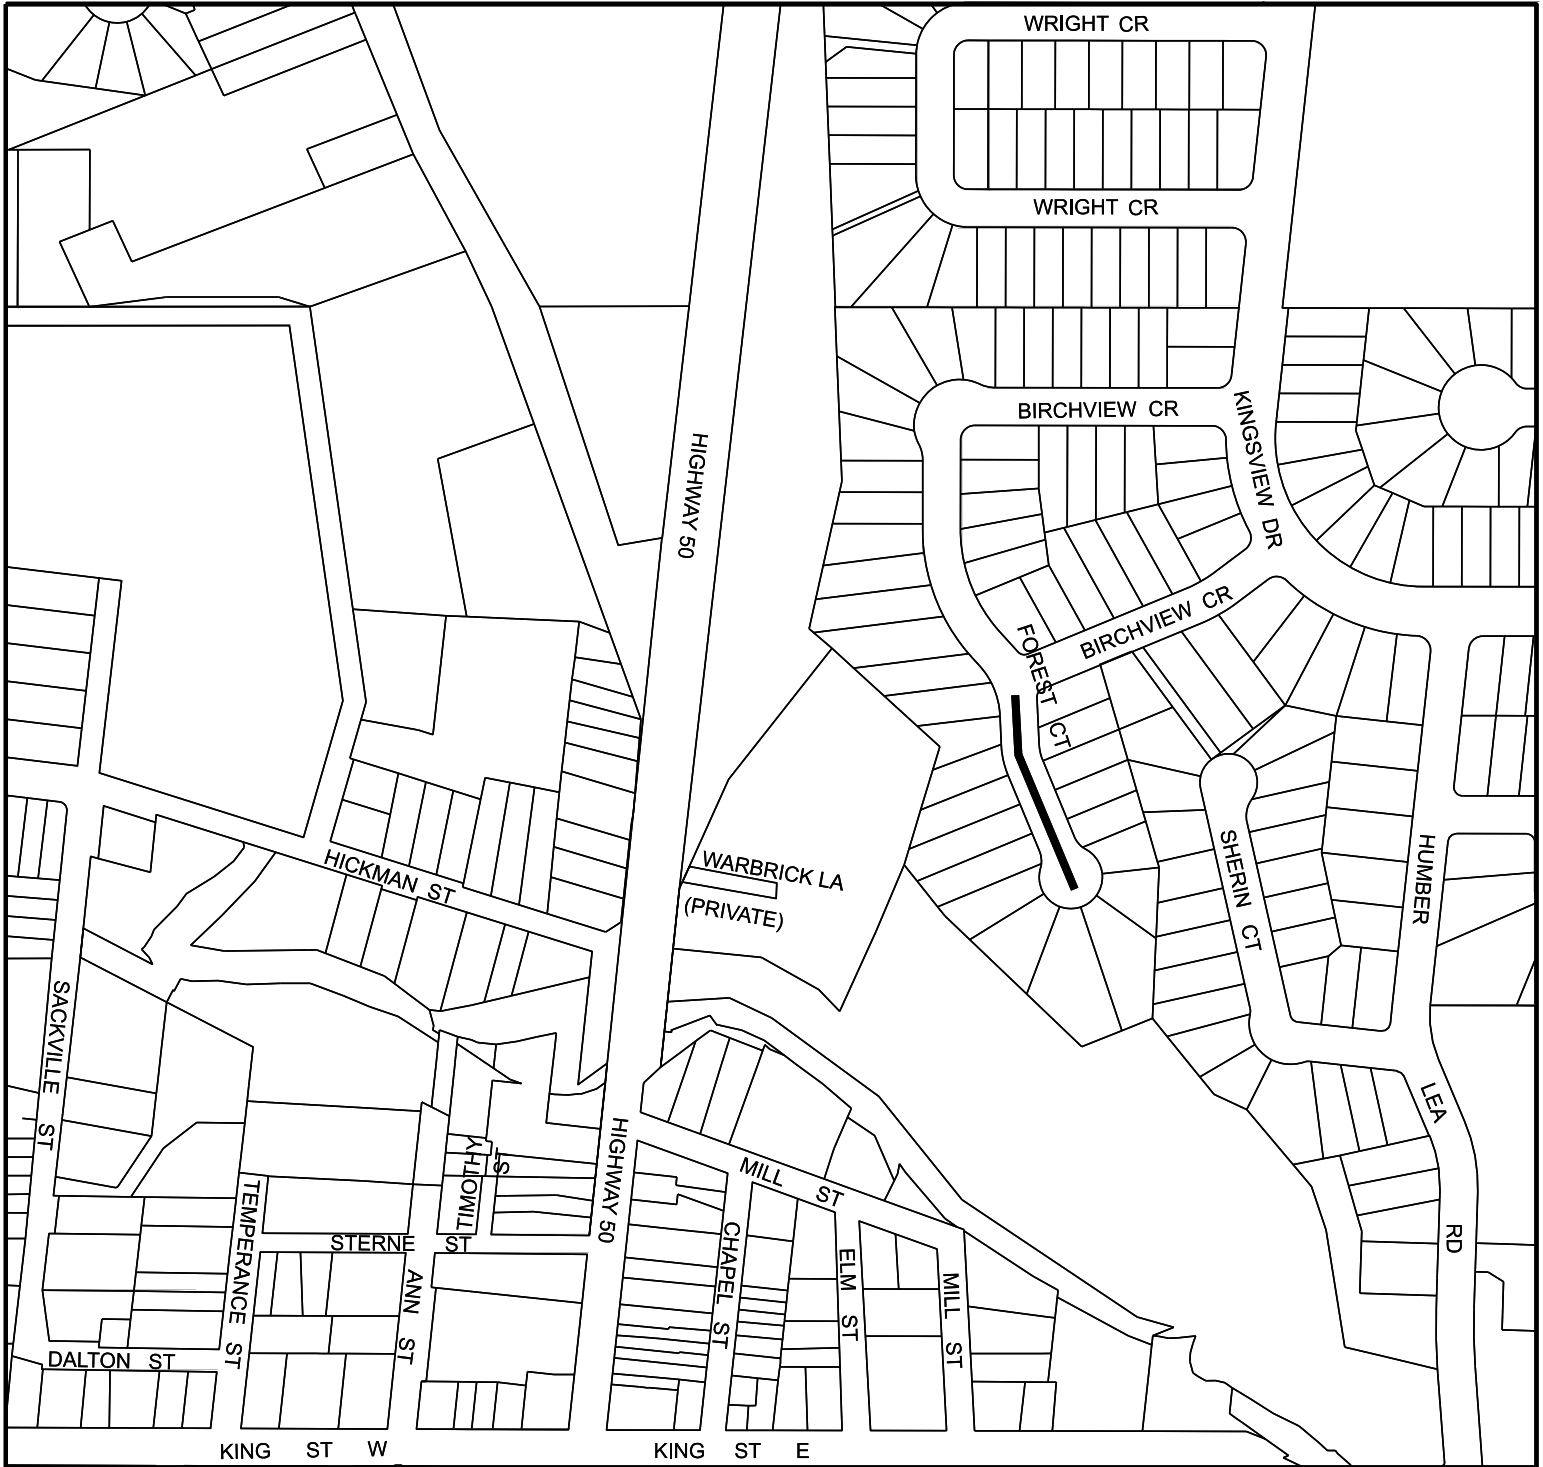 WRIGHT CR
WRIGHT CR
BIRCHVIEW CR
KINGSVIEW DR
HIGHWAY 50
BIRCHVIEW CR
FOREST CT
HICKMAN ST
WARBRICK LA
(PRIVATE)
SHERIN CT
HUMBER LEA RD
SACKVILLE ST
HIGHWAY 50
TIMOTHY ST
MILL ST
TEMPERANCE ST
STERNE ST
CHAPEL ST
ELM ST
ANN ST
MILL ST
DALTON ST
KING ST W
KING ST E